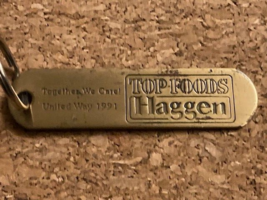 Together, We Care!
United Way 1991
TOP FOODS
Haggen